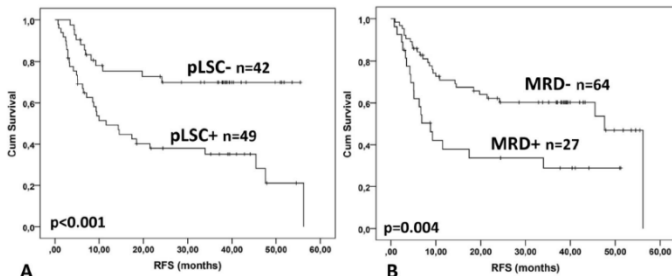 1,0
0,8
0,6
0,4
0,2
0,0
Cum Survival
pLSC- n=42
pLSC+ n=49
p<0.001
,00 10,00 20,00 30,00 40,00 50,00 60,00
RFS (months)
A
1,0
0,8
0,6
0,4
0,2
0,0
Cum Survival
MRD- n=64
MRD+ n=27
p=0.004
,00 10,00 20,00 30,00 40,00 50,00 60,00
RFS (months)
B